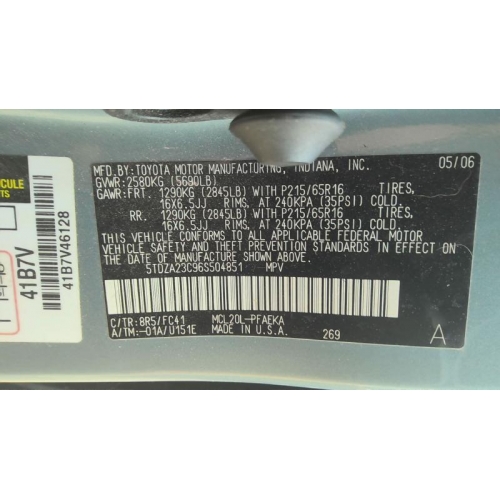 MFD. BY: TOYOTA MOTOR MANUFACTURING, INDIANA, INC. 05/06
GVWR: 2580KG (5690LB)
GAWR: FRT. 1290KG (2845LB) WITH P215/65R16 TIRES,
16X6.5JJ RIMS, AT 240KPA (35PSI) COLD.
RR. 1290KG (2845LB) WITH P215/65R16 TIRES,
16X6.5JJ RIMS, AT 240KPA (35PSI) COLD.
THIS VEHICLE CONFORMS TO ALL APPLICABLE FEDERAL MOTOR
VEHICLE SAFETY AND THEFT PREVENTION STANDARDS IN EFFECT ON
THE DATE OF MANUFACTURE SHOWN ABOVE.
5TDZA23C96S504851 MPV
C/TR: 8R5/FC41 MCL20L-PFAEKA
A/TM:-01A/U151E MADE IN U.S.A. 269 A
41B7V
41B7V46128